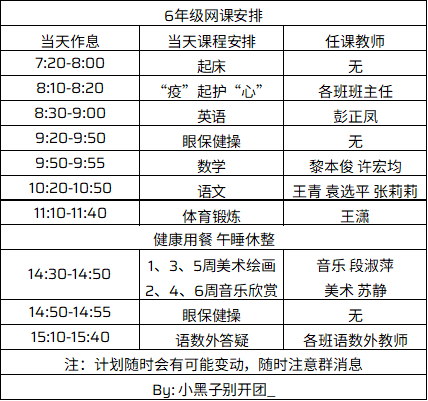 6年级网课安排
当天作息 当天课程安排 任课教师
7:20-8:00 起床 无
8:10-8:20 “疫”起护“心” 各班班主任
8:30-9:00 英语 彭正凤
9:20-9:50 眼保健操 无
9:50-9:55 数学 黎本俊 许宏均
10:20-10:50 语文 王青 袁选平 张莉莉
11:10-11:40 体育锻炼 王潇
健康用餐 午睡休整
14:30-14:50 1、3、5周美术绘画 音乐 段淑萍
2、4、6周音乐欣赏 美术 苏静
14:50-14:55 眼保健操 无
15:10-15:40 语数外答疑 各班语数外教师
注：计划随时会有可能变动，随时注意群消息
By: 小黑子别开团_